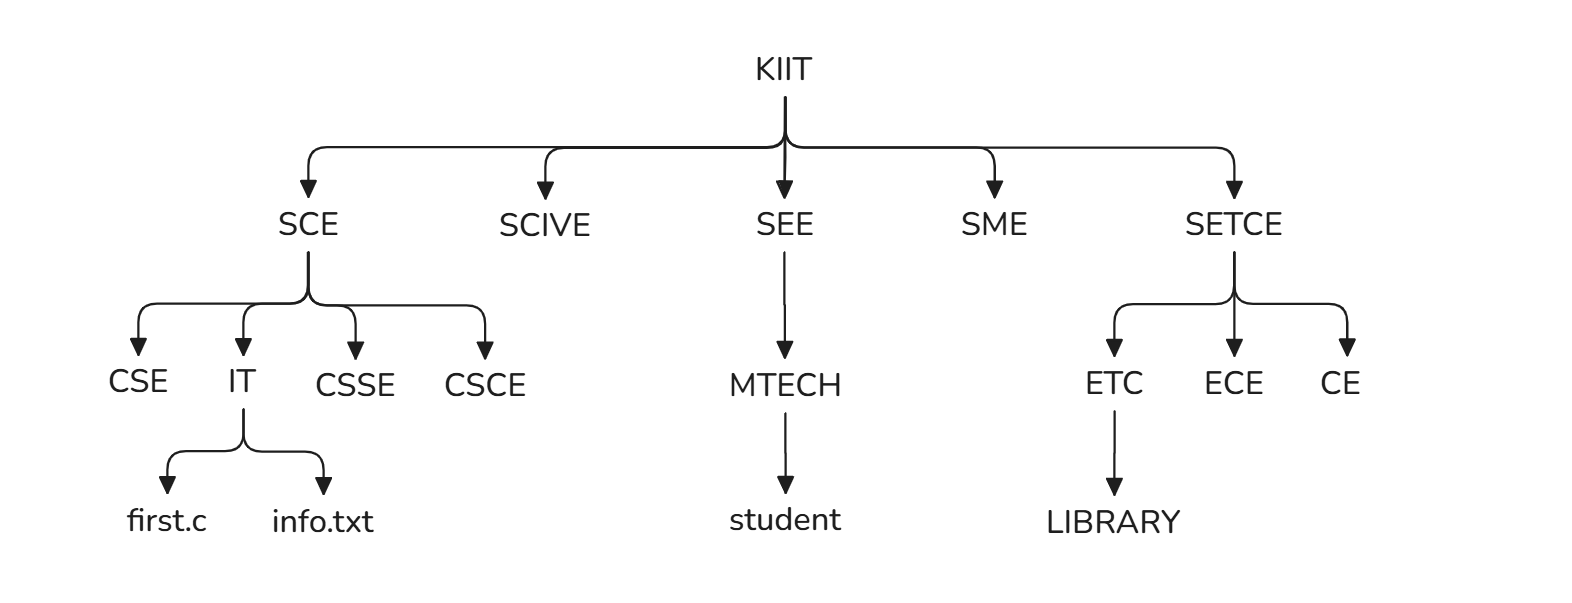 KIIT
SCE SCIVE SEE SME SETCE
CSE IT CSSE CSCE MTECH ETC ECE CE
first.c info.txt student LIBRARY